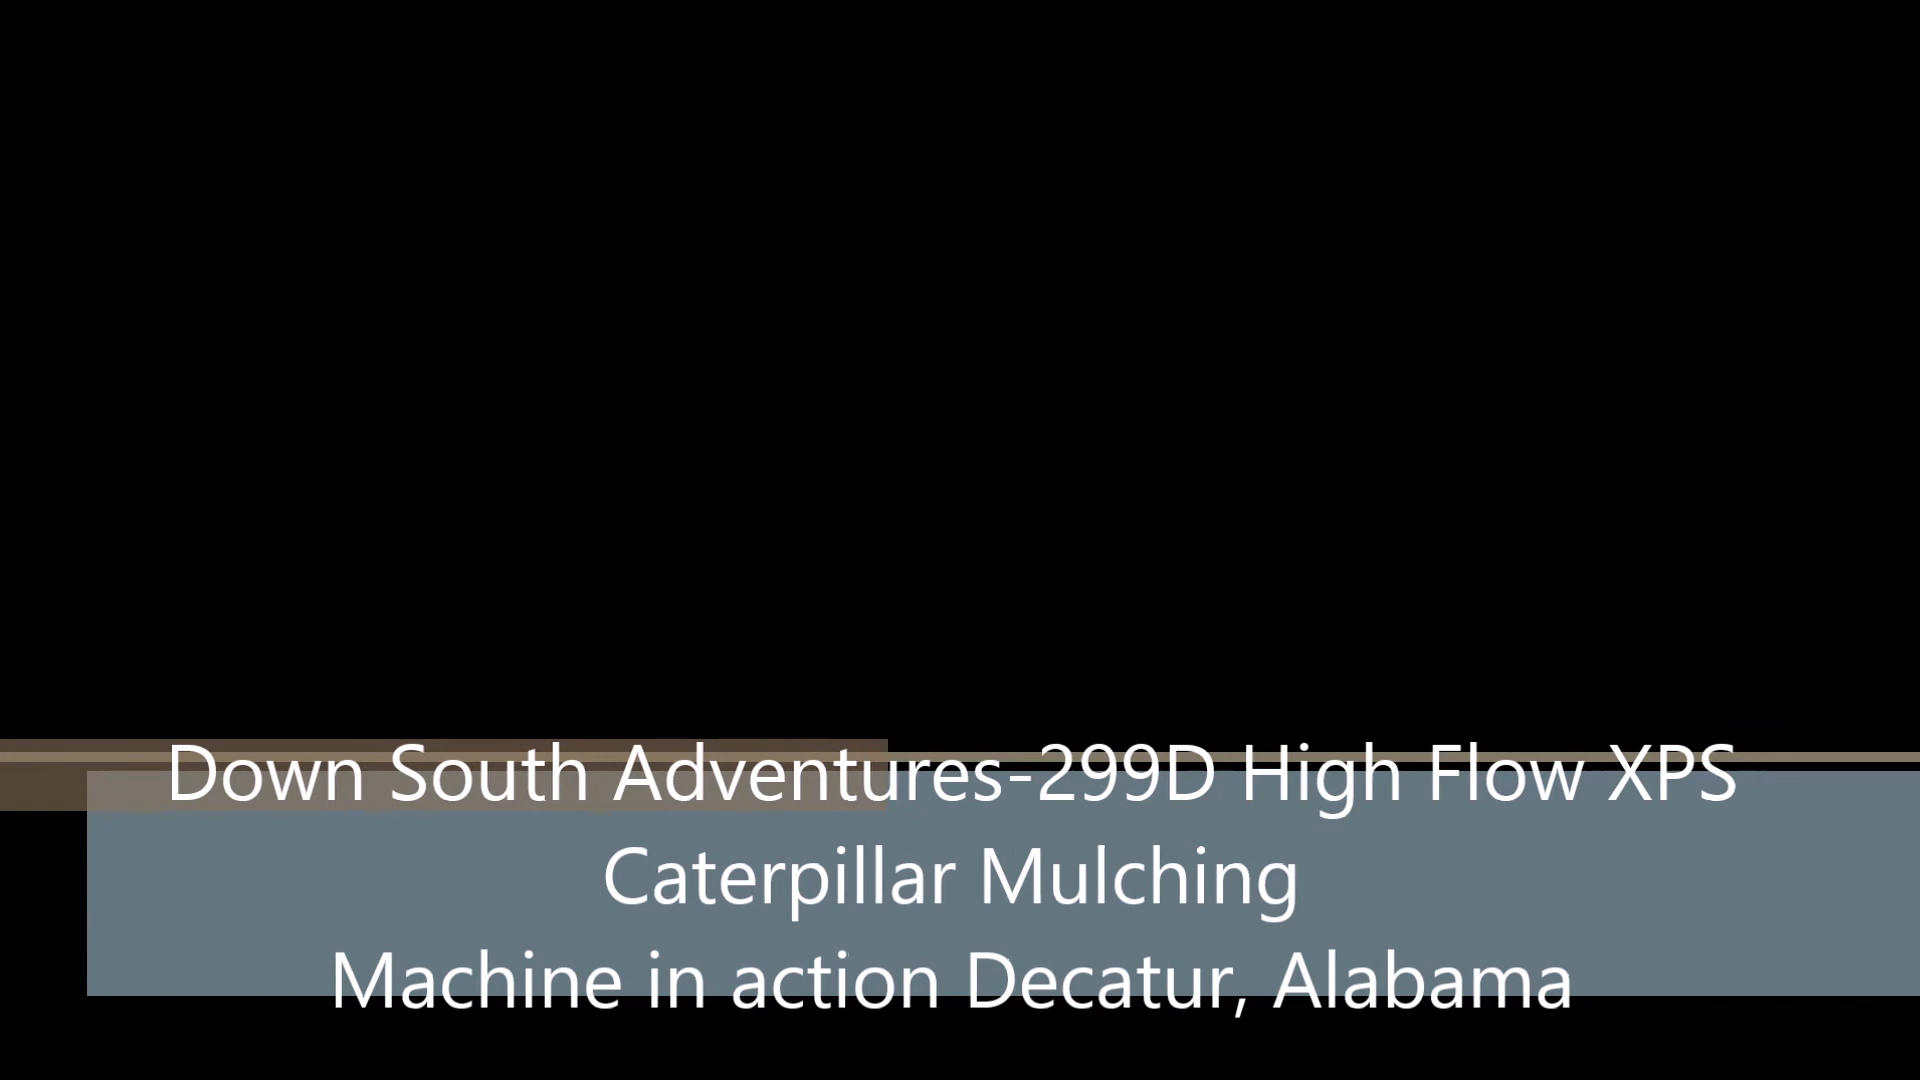 Down South Adventures-299D High Flow XPS
Caterpillar Mulching
Machine in action Decatur, Alabama